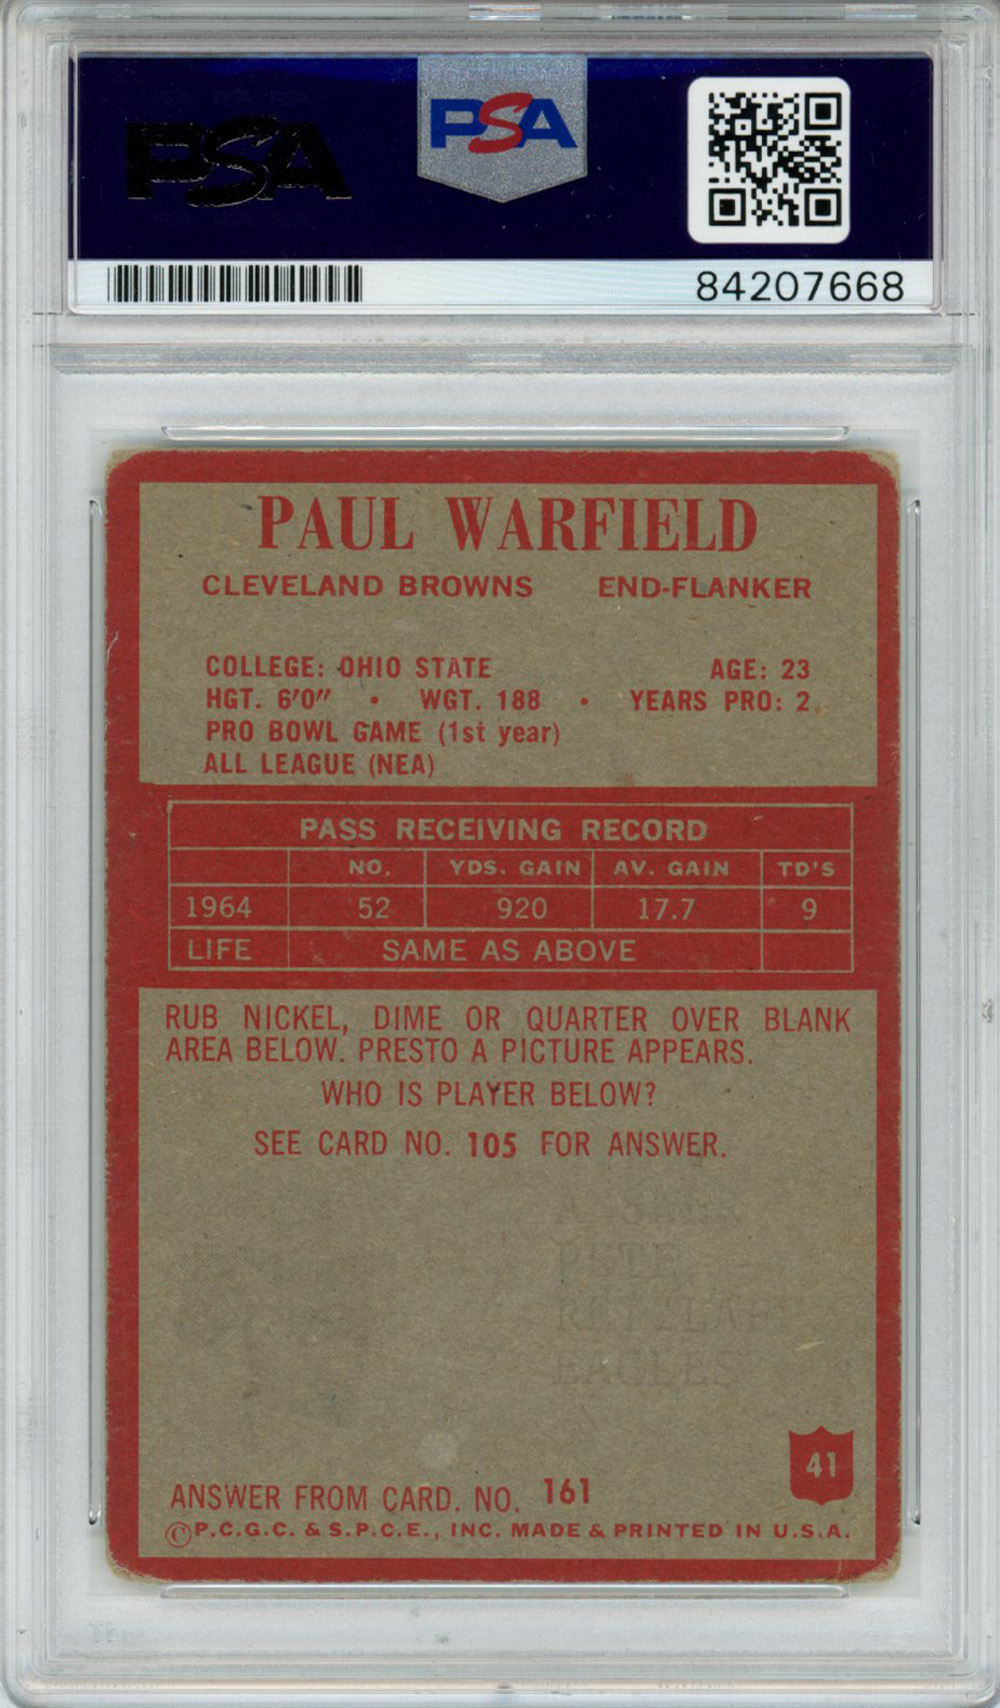 PSA
PSA
84207668
PAUL WARFIELD
CLEVELAND BROWNS END-FLANKER
COLLEGE: OHIO STATE AGE: 23
HGT. 6'0" • WGT. 188 • YEARS PRO: 2
PRO BOWL GAME (1st year)
ALL LEAGUE (NEA)
PASS RECEIVING RECORD
NO. YDS. GAIN AV. GAIN TD'S
1964 52 920 17.7 9
LIFE SAME AS ABOVE
RUB NICKEL, DIME OR QUARTER OVER BLANK
AREA BELOW. PRESTO A PICTURE APPEARS.
WHO IS PLAYER BELOW?
SEE CARD NO. 105 FOR ANSWER.
PETE
EAGLES
41
ANSWER FROM CARD. NO. 161
©P.C.G.C. & S.P.C.E., INC. MADE & PRINTED IN U.S.A.